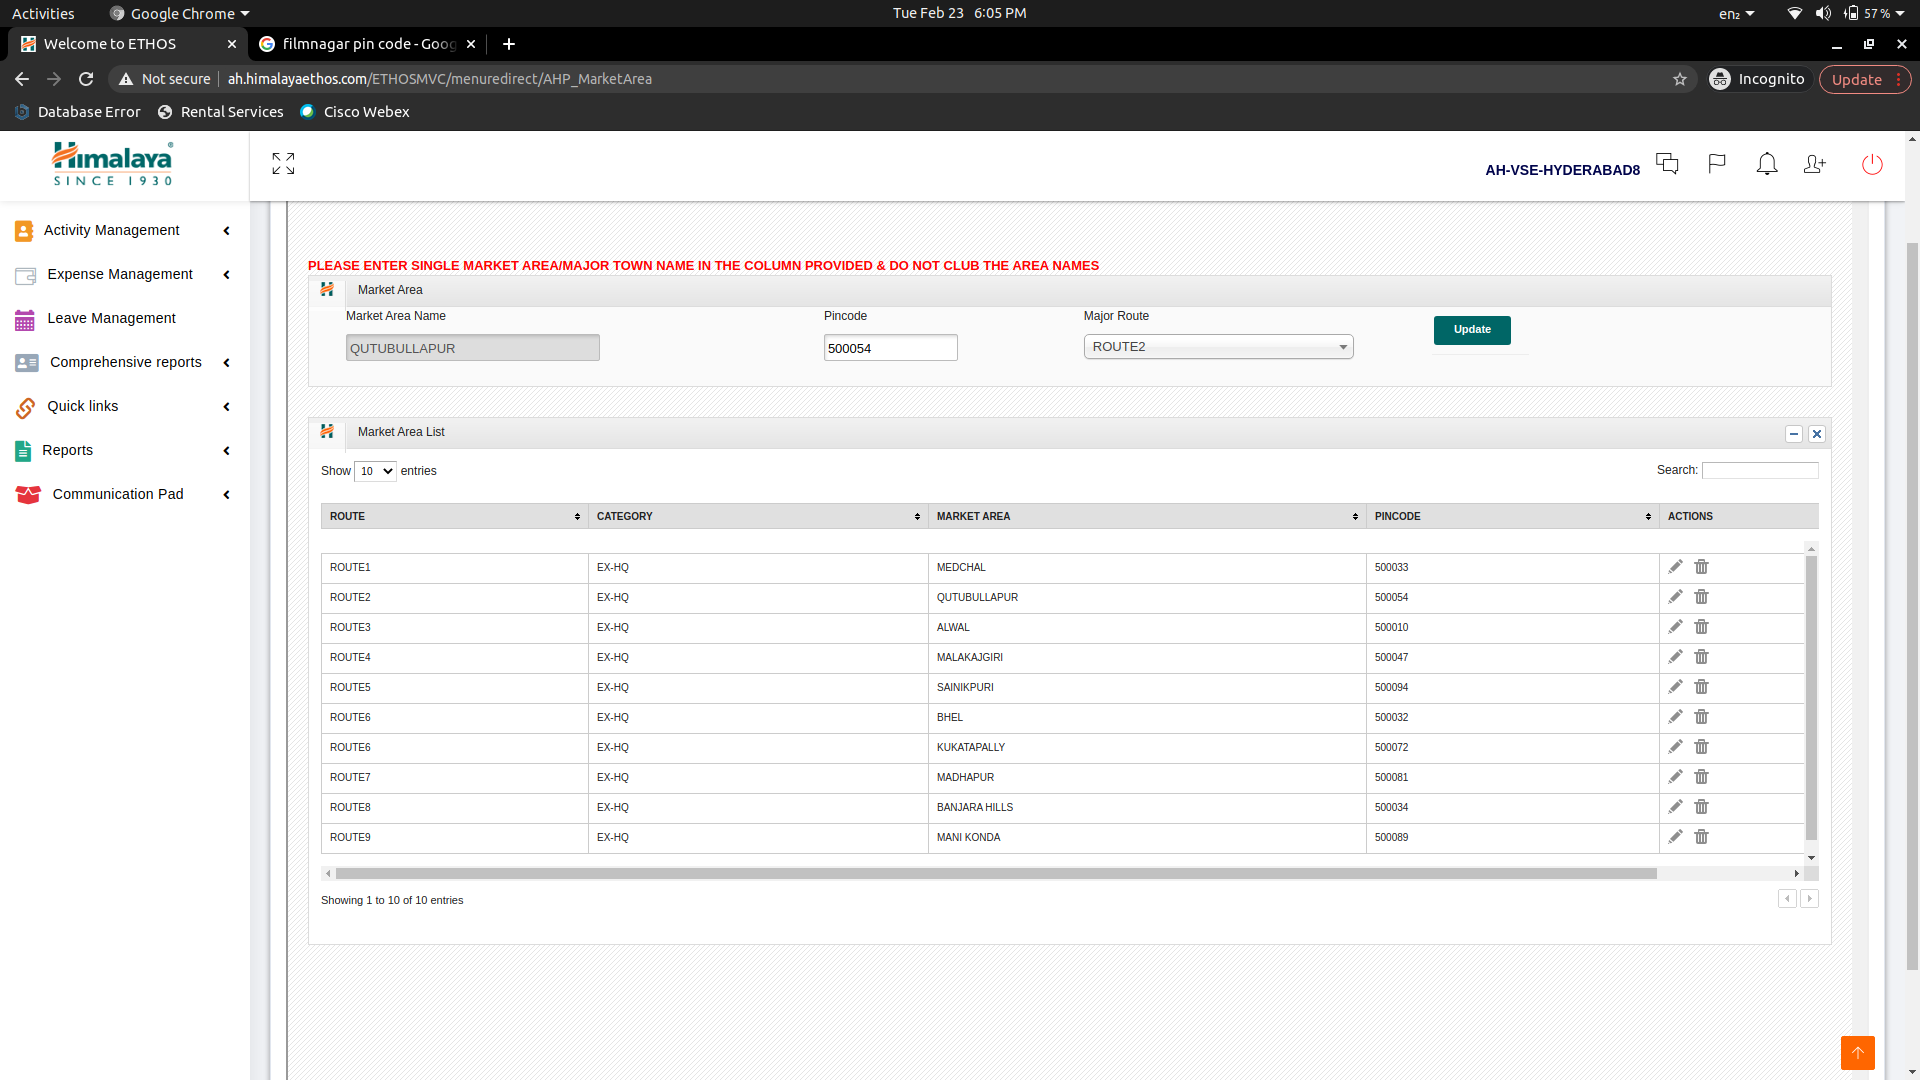 Activities Google Chrome Tue Feb 23 6:05 PM en₂ 57 %
Welcome to ETHOS filmnagar pin code - Goog
Not secure ah.himalayaethos.com/ETHOSMVC/menuredirect/AHP_MarketArea Incognito Update
Database Error Rental Services Cisco Webex
Himalaya
SINCE 1930
AH-VSE-HYDERABAD8
Activity Management
Expense Management
Leave Management
Comprehensive reports
Quick links
Reports
Communication Pad
PLEASE ENTER SINGLE MARKET AREA/MAJOR TOWN NAME IN THE COLUMN PROVIDED & DO NOT CLUB THE AREA NAMES
Market Area
Market Area Name Pincode Major Route
QUTUBULLAPUR 500054 ROUTE2 Update
Market Area List
Show 10 entries Search:
ROUTE CATEGORY MARKET AREA PINCODE ACTIONS
ROUTE1 EX-HQ MEDCHAL 500033
ROUTE2 EX-HQ QUTUBULLAPUR 500054
ROUTE3 EX-HQ ALWAL 500010
ROUTE4 EX-HQ MALAKAJGIRI 500047
ROUTE5 EX-HQ SAINIKPURI 500094
ROUTE6 EX-HQ BHEL 500032
ROUTE6 EX-HQ KUKATAPALLY 500072
ROUTE7 EX-HQ MADHAPUR 500081
ROUTE8 EX-HQ BANJARA HILLS 500034
ROUTE9 EX-HQ MANI KONDA 500089
Showing 1 to 10 of 10 entries